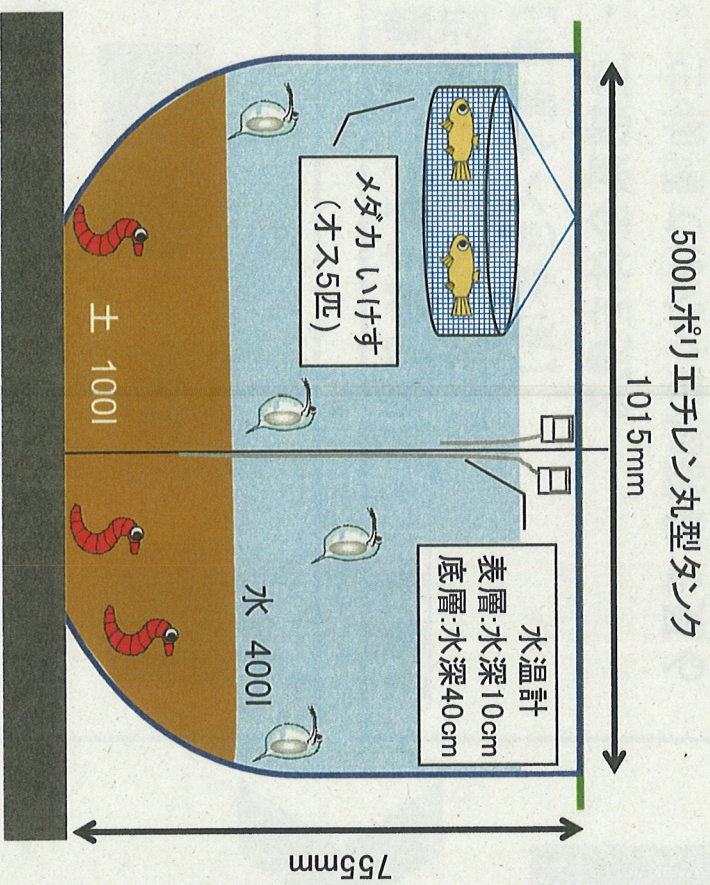 500Lポリエチレン丸型タンク
1015mm
メダカ いけす
(オス5匹)
水温計
表層:水深10cm
底層:水深40cm
水 400l
土 100l
755mm